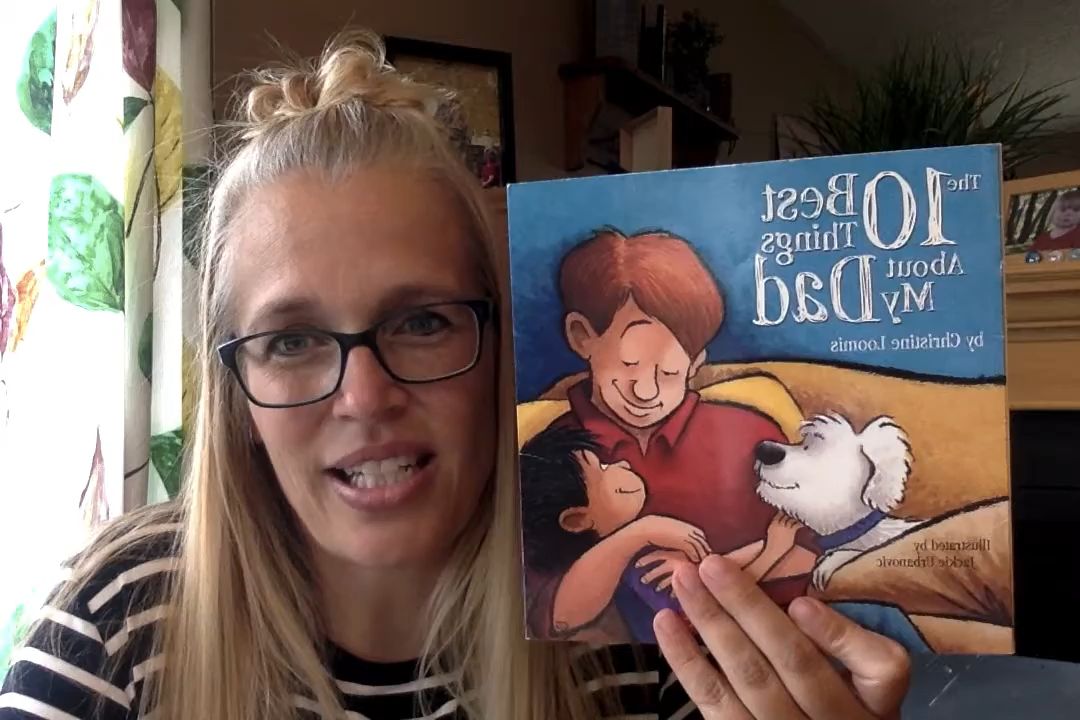 The 10 Best
Things
About
My Dad
by Christine Loomis
Illustrated by
Jackie Urbanovic